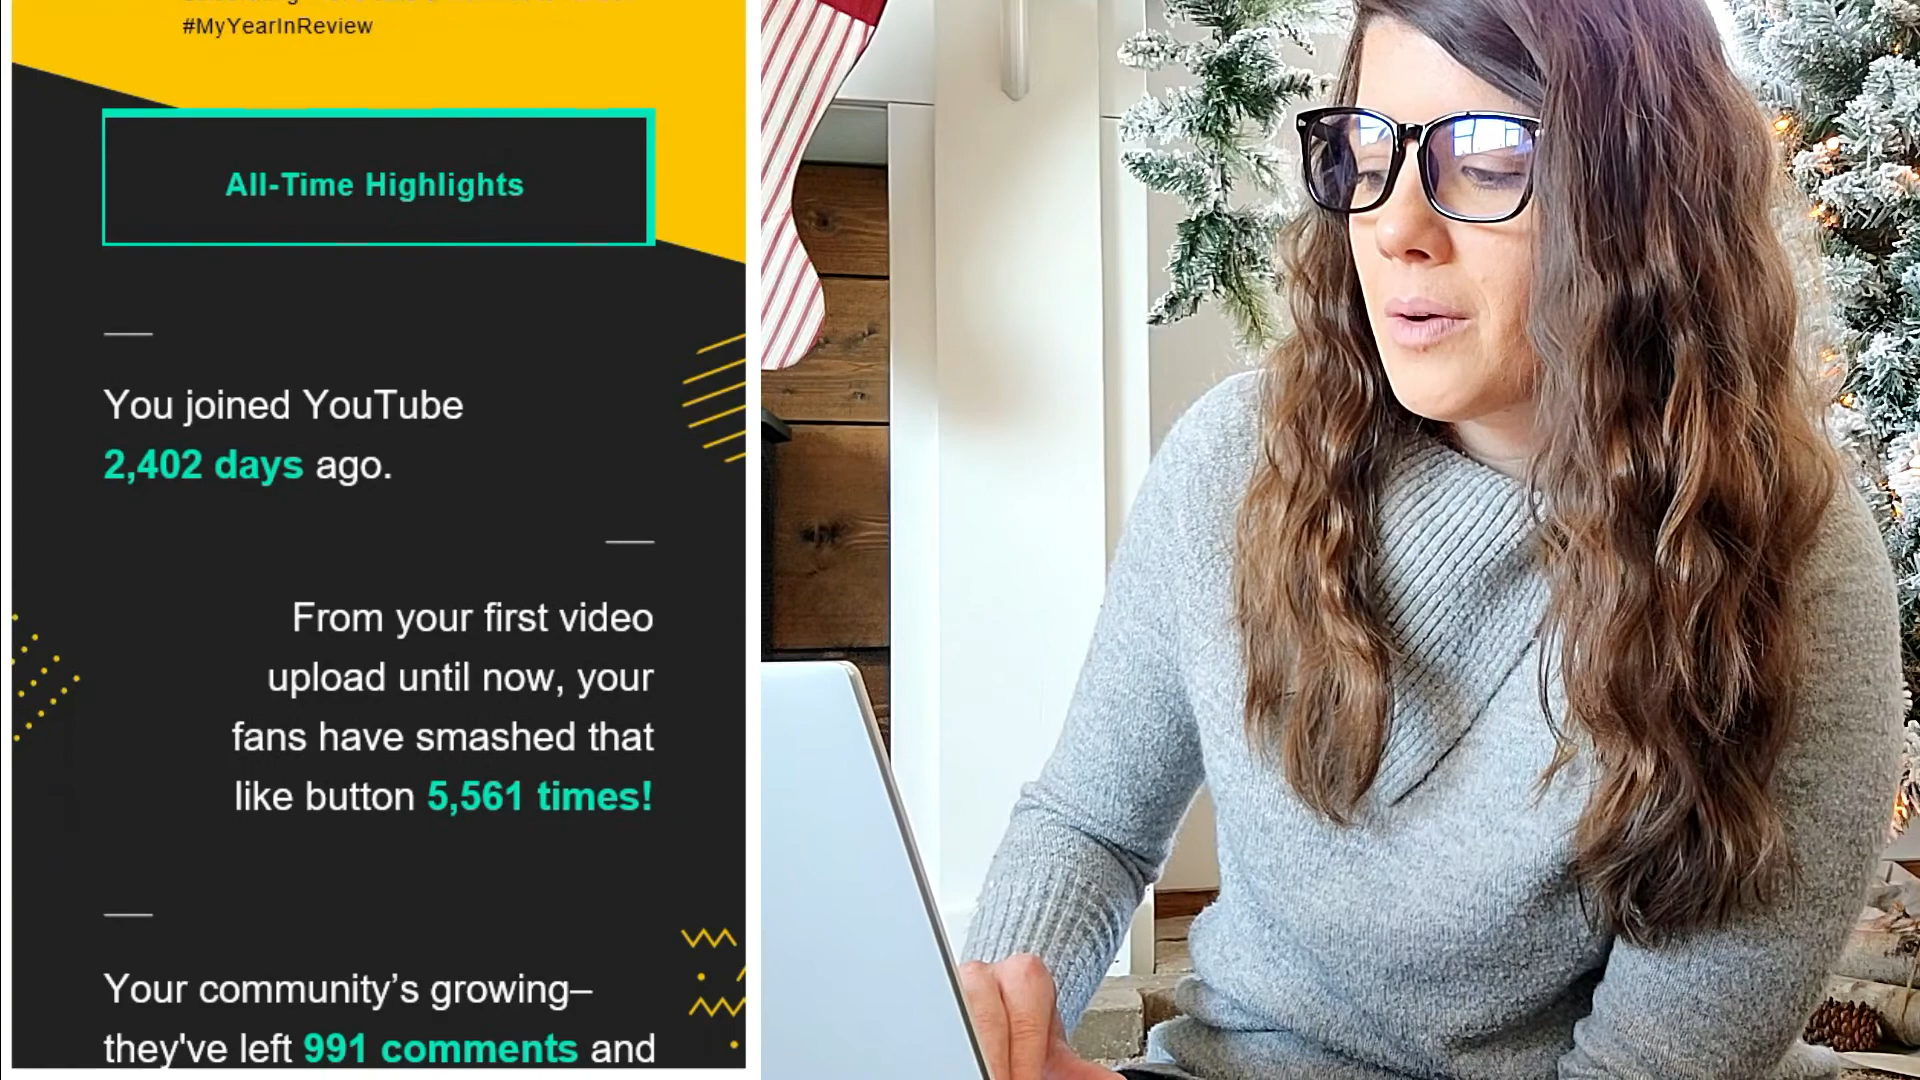 #MyYearInReview
All-Time Highlights
You joined YouTube
2,402 days ago.
From your first video
upload until now, your
fans have smashed that
like button 5,561 times!
Your community’s growing–
they've left 991 comments and